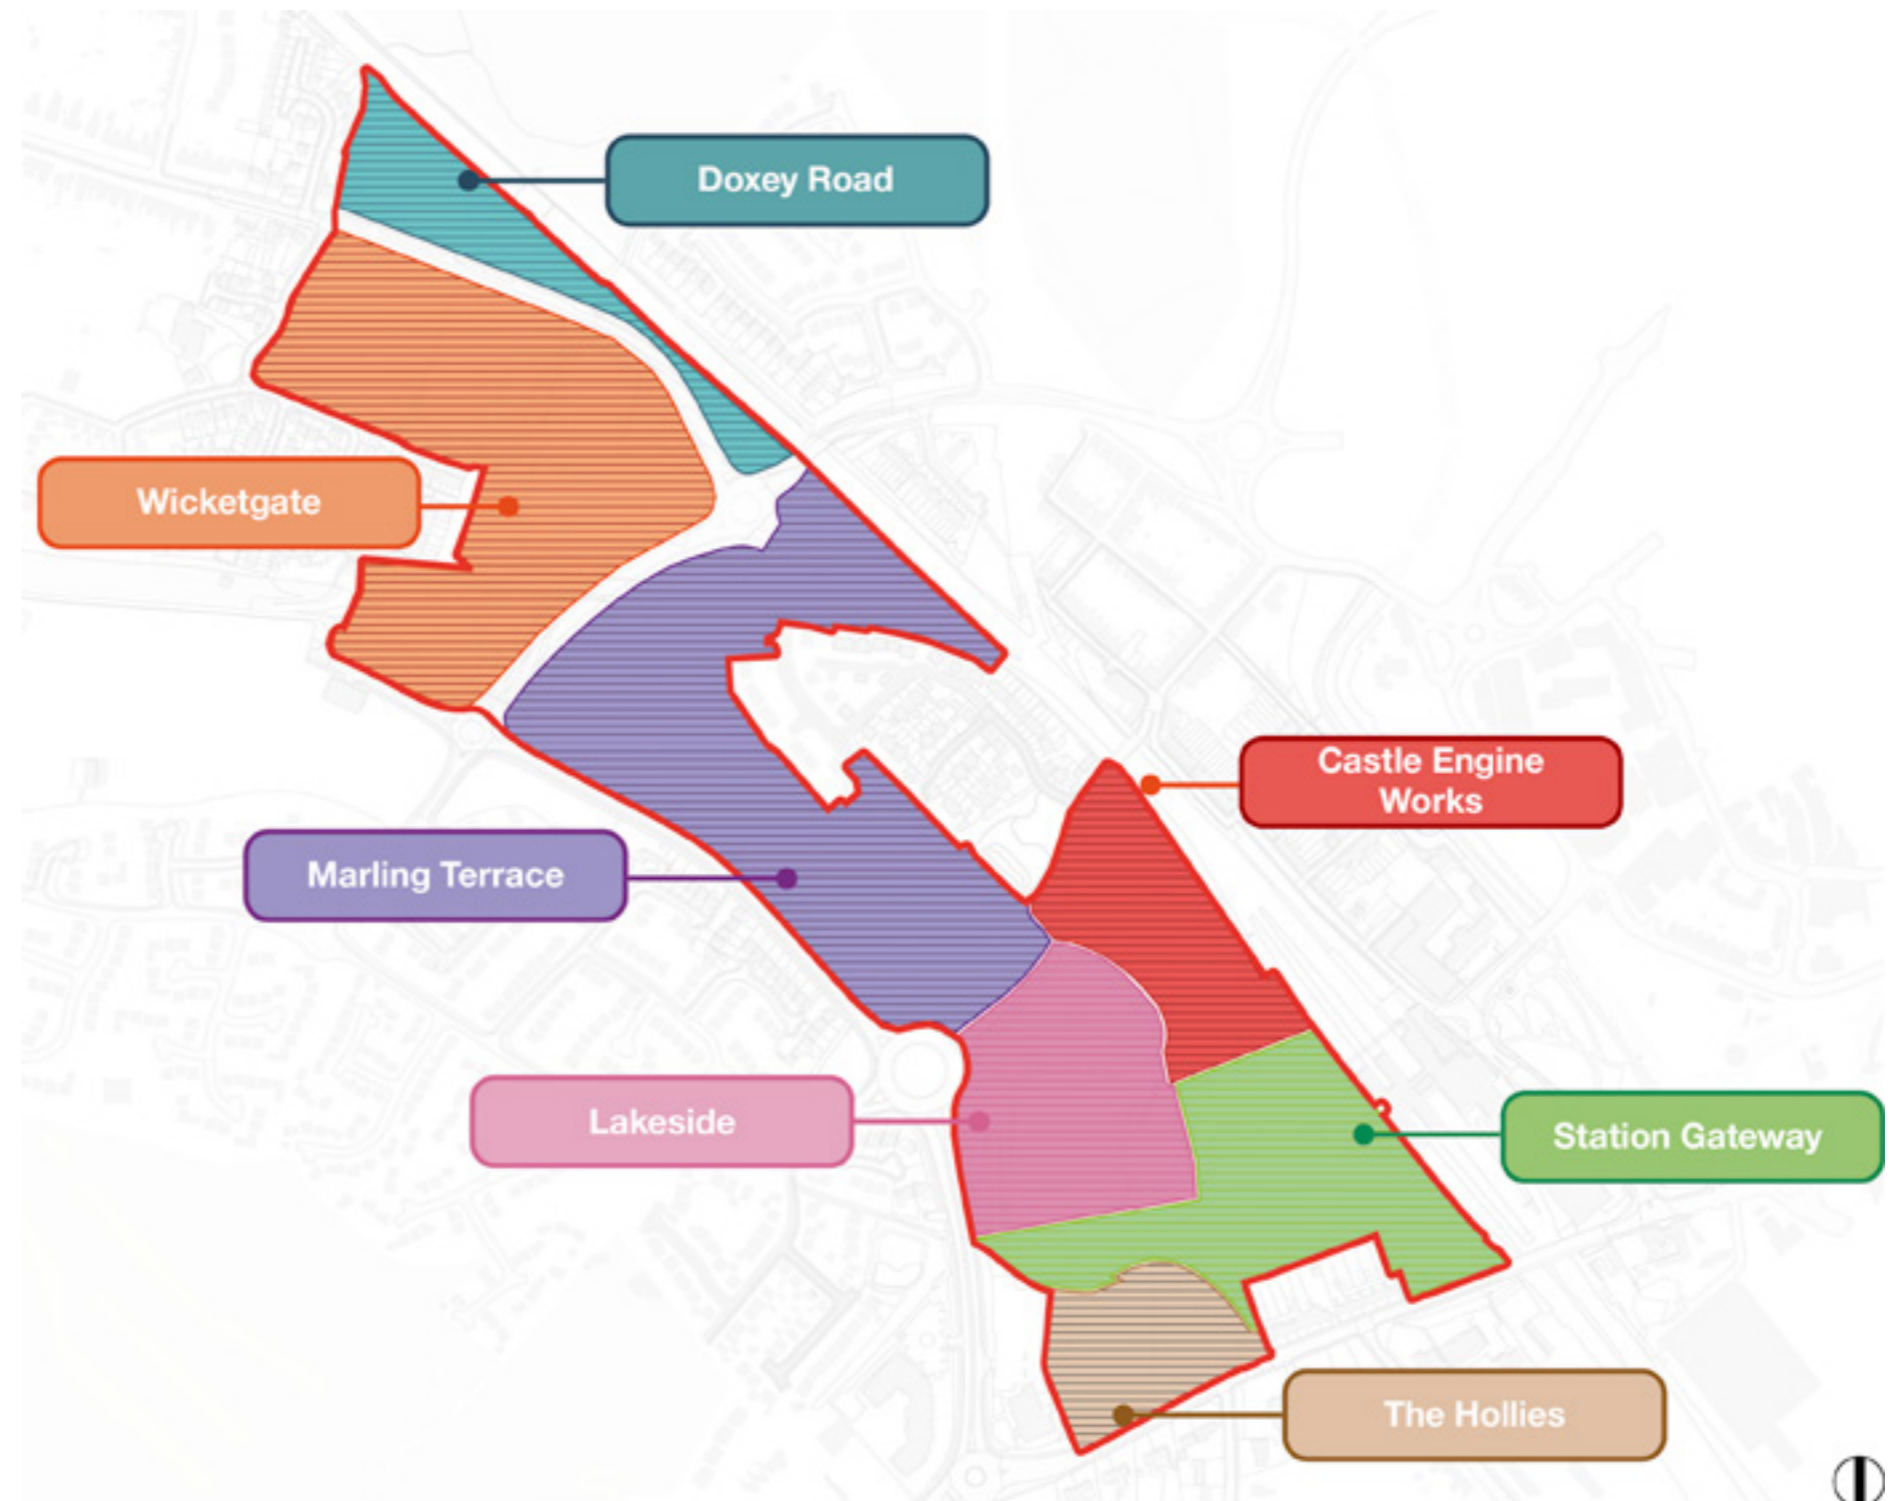 Doxey Road
Wicketgate
Castle Engine
Works
Marling Terrace
Lakeside
Station Gateway
The Hollies